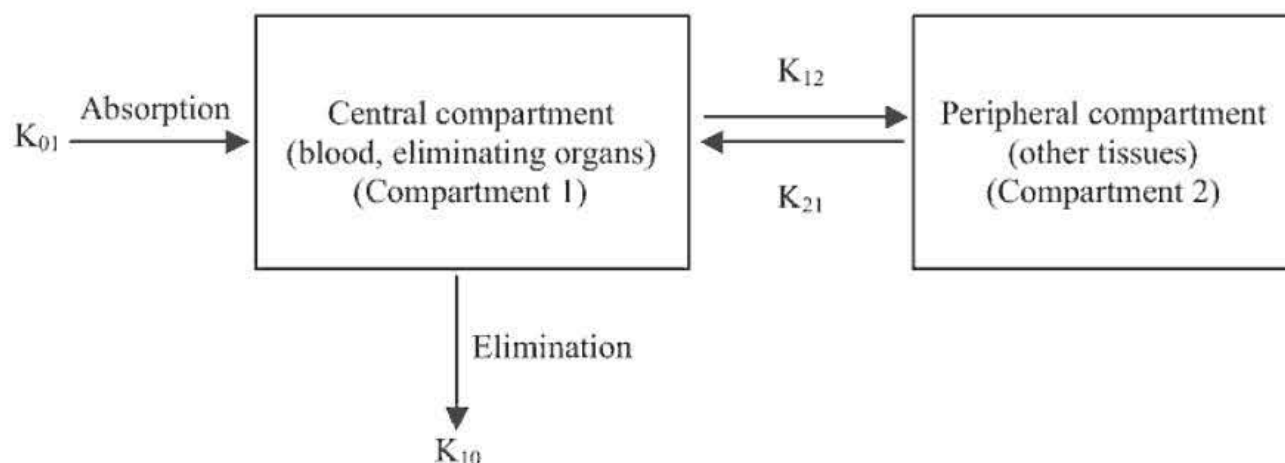 Absorption
K₀₁
Central compartment
(blood, eliminating organs)
(Compartment 1)
K₁₂
K₂₁
Peripheral compartment
(other tissues)
(Compartment 2)
Elimination
K₁₀